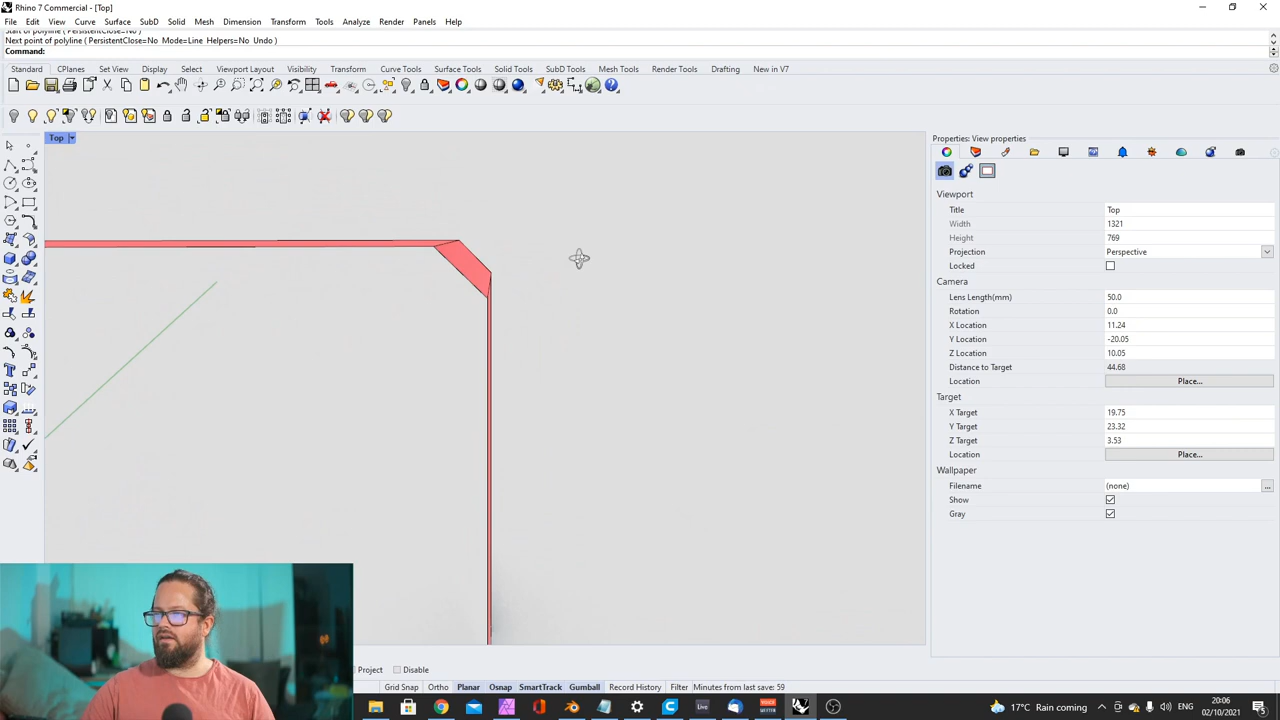 Rhino 7 Commercial - [Top]
File Edit View Curve Surface SubD Solid Mesh Dimension Transform Tools Analyze Render Panels Help
Start of polyline ( PersistentClose=No )
Next point of polyline ( PersistentClose=No Mode=Line Helpers=No Undo )
Command:
Standard CPlanes Set View Display Select Viewport Layout Visibility Transform Curve Tools Surface Tools Solid Tools SubD Tools Mesh Tools Render Tools Drafting New in V7
Top
Properties: View properties
Viewport
Title Top
Width 1321
Height 769
Projection Perspective
Locked
Camera
Lens Length(mm) 50.0
Rotation 0.0
X Location 11.24
Y Location -20.05
Z Location 10.05
Distance to Target 44.68
Location Place...
Target
X Target 19.75
Y Target 23.32
Z Target 3.53
Location Place...
Wallpaper
Filename (none) ...
Show
Gray
Project Disable
Grid Snap Ortho Planar Osnap SmartTrack Gumball Record History Filter Minutes from last save: 59
Live
17°C Rain coming 20:06
02/10/2021